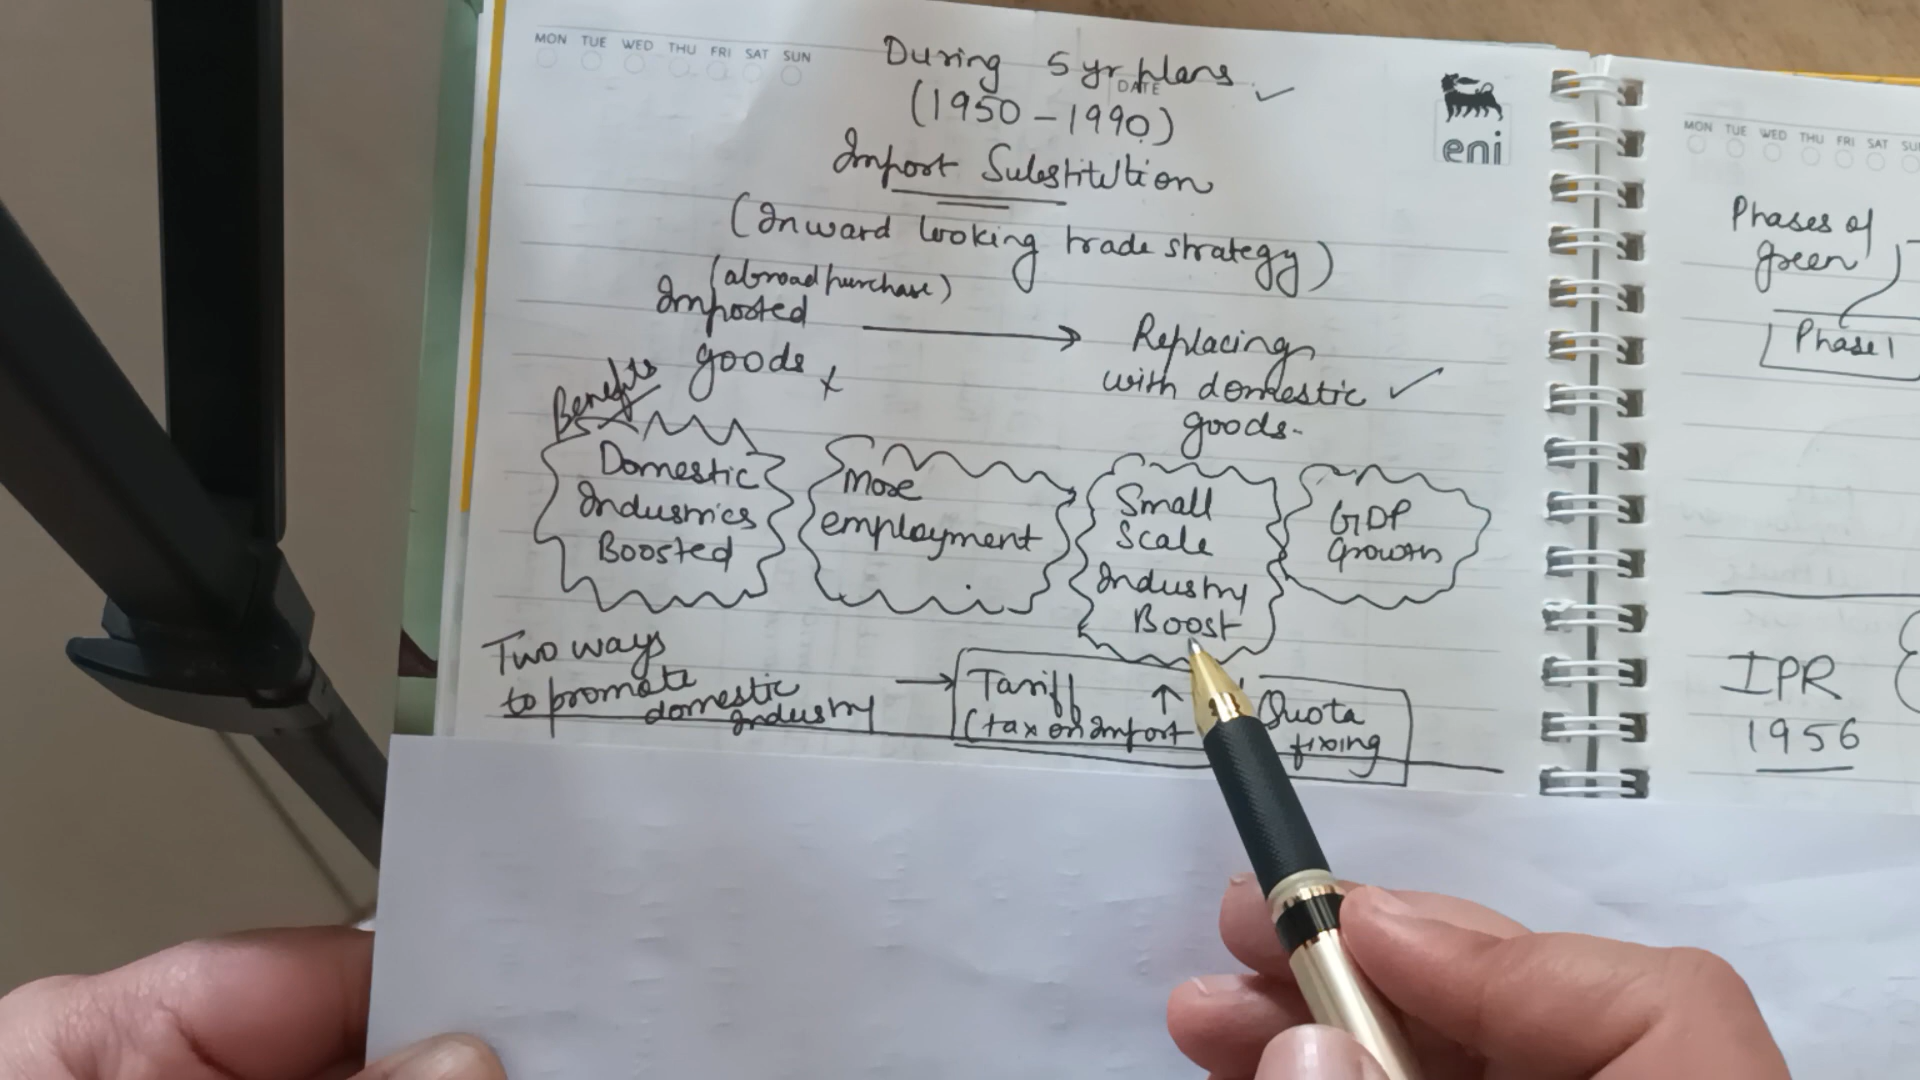 MON TUE WED THU FRI SAT SUN
During 5 yr plans
DATE
(1950-1990)
Import Substitution
(Inward looking trade strategy)
(abroad purchase)
Imported
goods
Replacing
with domestic
goods.
Benefits
Domestic
Industries
Boosted
More
employment
Small
Scale
Industry
Boost
GDP
Growth
Two ways
to promote
domestic
industry
Tariff
(tax on import
Quota
fixing
eni
MON TUE WED THU FRI SAT
Phases of
green
Phase 1
IPR
1956